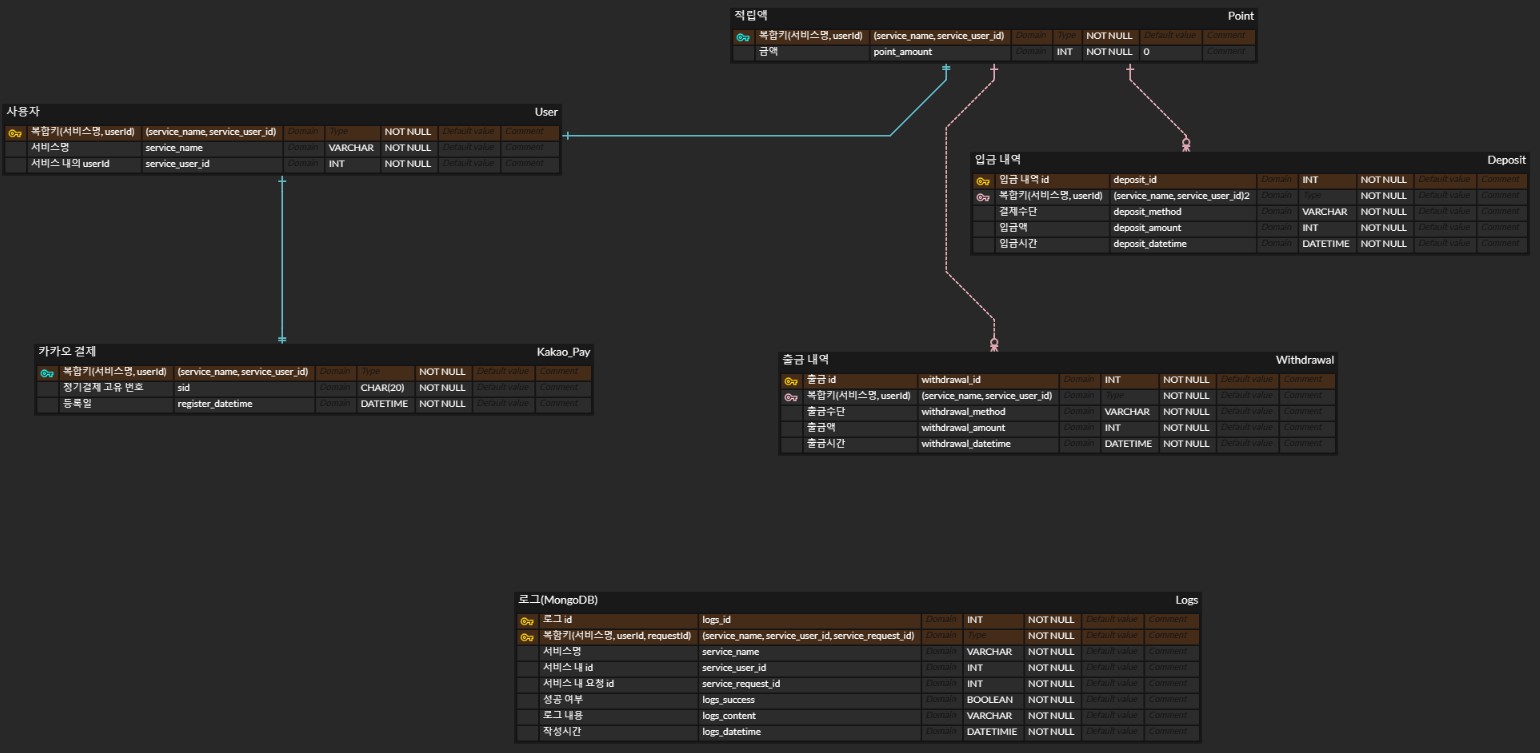 적립액 Point
복합키(서비스명, userId) (service_name, service_user_id) Domain Type NOT NULL Default value Comment
금액 point_amount Domain INT NOT NULL 0 Comment
사용자 User
복합키(서비스명, userId) (service_name, service_user_id) Domain Type NOT NULL Default value Comment
서비스명 service_name Domain VARCHAR NOT NULL Default value Comment
서비스 내의 userId service_user_id Domain INT NOT NULL Default value Comment
입금 내역 Deposit
입금 내역 id deposit_id Domain INT NOT NULL Default value Comment
복합키(서비스명, userId) (service_name, service_user_id)2 Domain Type NOT NULL Default value Comment
결제수단 deposit_method Domain VARCHAR NOT NULL Default value Comment
입금액 deposit_amount Domain INT NOT NULL Default value Comment
입금시간 deposit_datetime Domain DATETIME NOT NULL Default value Comment
카카오 결제 Kakao_Pay
복합키(서비스명, userId) (service_name, service_user_id) Domain Type NOT NULL Default value Comment
정기결제 고유 번호 sid Domain CHAR(20) NOT NULL Default value Comment
등록일 register_datetime Domain DATETIME NOT NULL Default value Comment
출금 내역 Withdrawal
출금 id withdrawal_id Domain INT NOT NULL Default value Comment
복합키(서비스명, userId) (service_name, service_user_id) Domain Type NOT NULL Default value Comment
출금수단 withdrawal_method Domain VARCHAR NOT NULL Default value Comment
출금액 withdrawal_amount Domain INT NOT NULL Default value Comment
출금시간 withdrawal_datetime Domain DATETIME NOT NULL Default value Comment
로그(MongoDB) Logs
로그 id logs_id Domain INT NOT NULL Default value Comment
복합키(서비스명, userId, requestId) (service_name, service_user_id, service_request_id) Domain Type NOT NULL Default value Comment
서비스명 service_name Domain VARCHAR NOT NULL Default value Comment
서비스 내 id service_user_id Domain INT NOT NULL Default value Comment
서비스 내 요청 id service_request_id Domain INT NOT NULL Default value Comment
성공 여부 logs_success Domain BOOLEAN NOT NULL Default value Comment
로그 내용 logs_content Domain VARCHAR NOT NULL Default value Comment
작성시간 logs_datetime Domain DATETIMIE NOT NULL Default value Comment